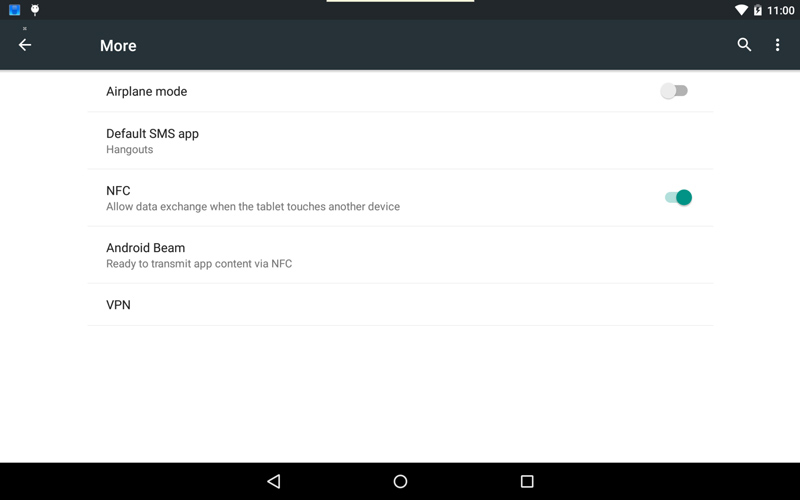 11:00
More
Airplane mode
Default SMS app
Hangouts
NFC
Allow data exchange when the tablet touches another device
Android Beam
Ready to transmit app content via NFC
VPN